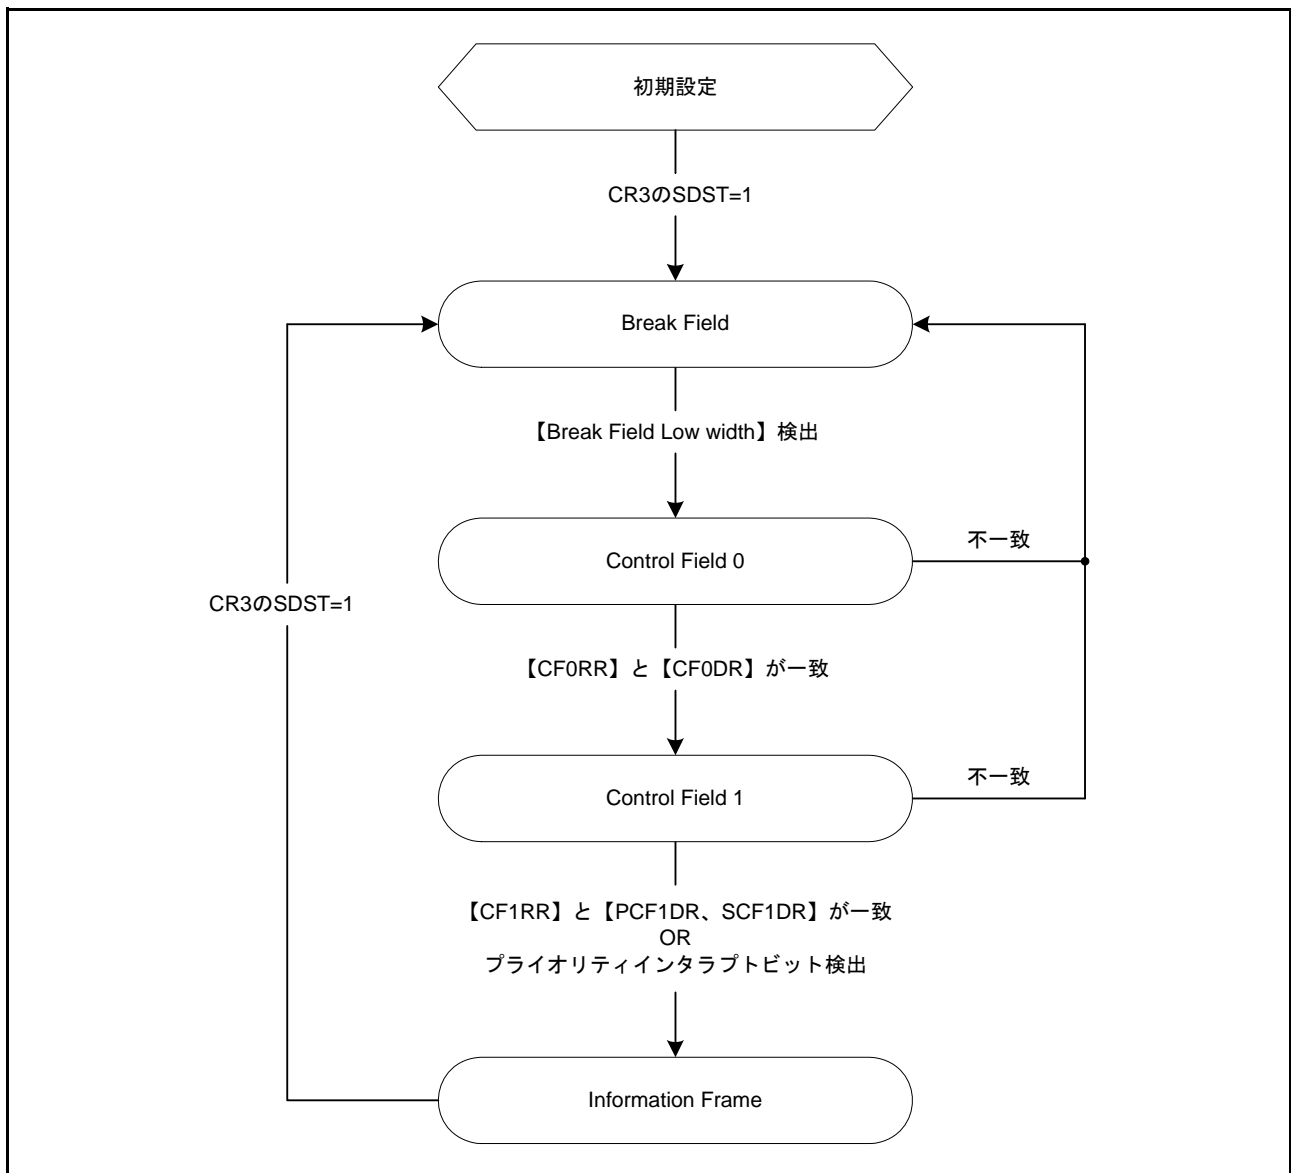 初期設定
CR3のSDST=1
Break Field
【Break Field Low width】検出
Control Field 0
不一致
CR3のSDST=1
【CF0RR】と【CF0DR】が一致
Control Field 1
不一致
【CF1RR】と【PCF1DR、SCF1DR】が一致
OR
プライオリティインタラプトビット検出
Information Frame